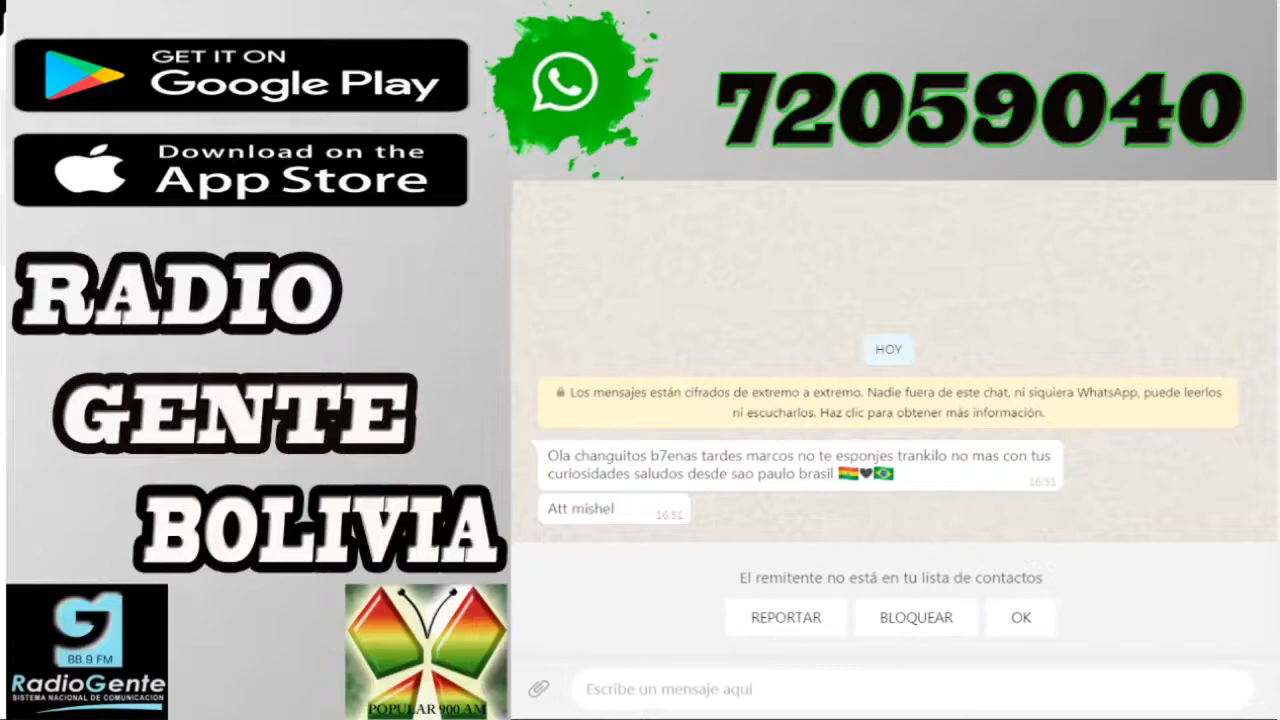 GET IT ON
Google Play
Download on the
App Store
72059040
RADIO
GENTE
BOLIVIA
88.9 FM
RadioGente
SISTEMA NACIONAL DE COMUNICACION
POPULAR 900 AM
HOY
Los mensajes están cifrados de extremo a extremo. Nadie fuera de este chat, ni siquiera WhatsApp, puede leerlos
ni escucharlos. Haz clic para obtener más información.
Ola changuitos b7enas tardes marcos no te esponjes trankilo no mas con tus
curiosidades saludos desde sao paulo brasil 🇧🇴🖤🇧🇷
16:51
Att mishel
16:51
El remitente no está en tu lista de contactos
REPORTAR
BLOQUEAR
OK
Escribe un mensaje aquí